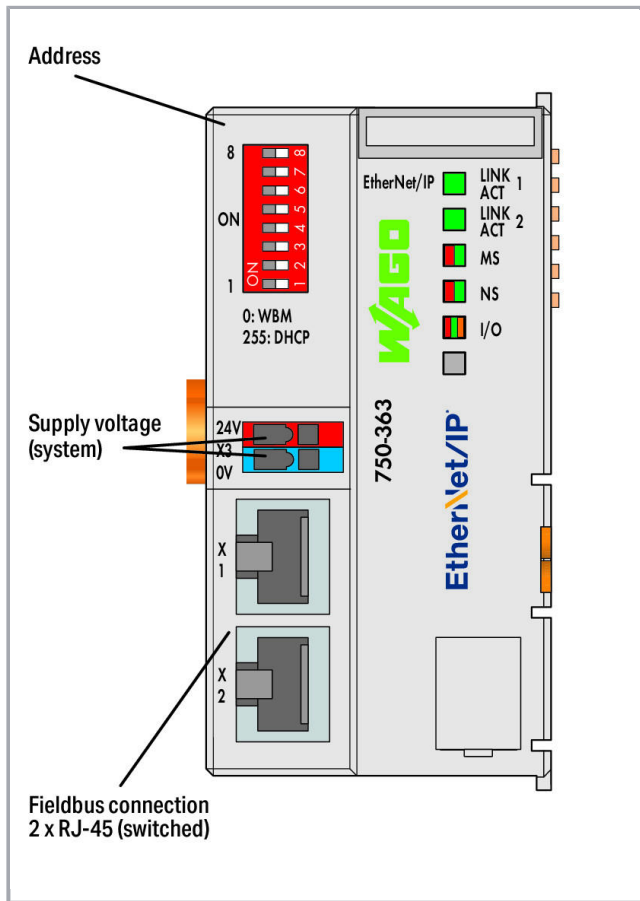 Address
8
ON
1
ON
1 2 3 4 5 6 7 8
0: WBM
255: DHCP
EtherNet/IP
LINK
ACT 1
LINK
ACT 2
MS
NS
I/O
WAGO
750-363
EtherNet/IP
Supply voltage
(system)
24V
X3
0V
X
1
X
2
Fieldbus connection
2 x RJ-45 (switched)